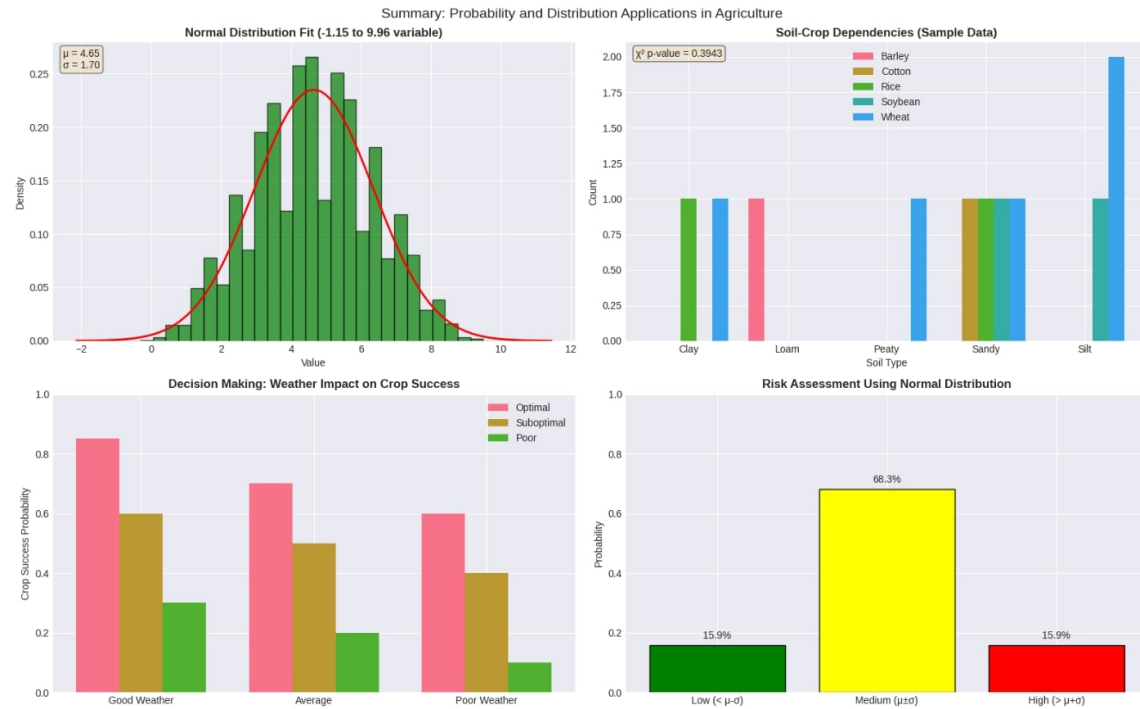 Summary: Probability and Distribution Applications in Agriculture
Normal Distribution Fit (-1.15 to 9.96 variable)
μ = 4.65
σ = 1.70
Density
0.25
0.20
0.15
0.10
0.05
0.00
−2 0 2 4 6 8 10 12
Value
Soil-Crop Dependencies (Sample Data)
χ² p-value = 0.3943
Barley
Cotton
Rice
Soybean
Wheat
Count
2.00
1.75
1.50
1.25
1.00
0.75
0.50
0.25
0.00
Clay Loam Peaty Sandy Silt
Soil Type
Decision Making: Weather Impact on Crop Success
Optimal
Suboptimal
Poor
Crop Success Probability
1.0
0.8
0.6
0.4
0.2
0.0
Good Weather Average Poor Weather
Risk Assessment Using Normal Distribution
Probability
1.0
0.8
0.6
0.4
0.2
0.0
15.9% 68.3% 15.9%
Low (< μ-σ) Medium (μ±σ) High (> μ+σ)